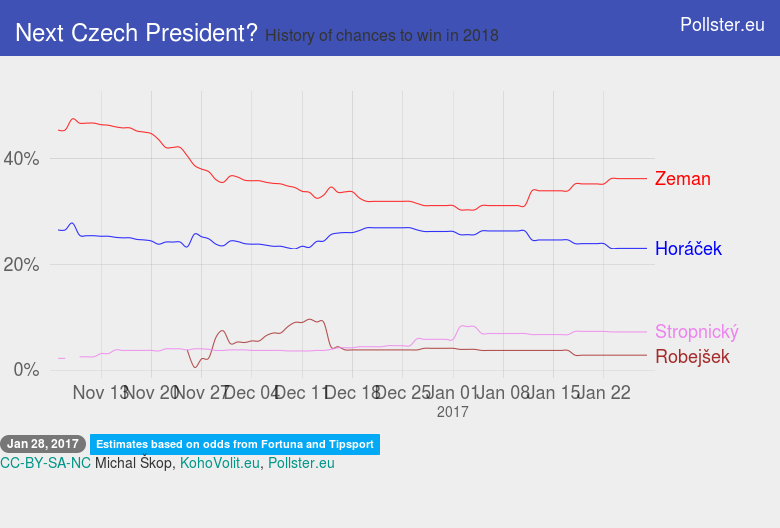 Next Czech President? History of chances to win in 2018
Pollster.eu
40%
20%
0%
Zeman
Horáček
Stropnický
Robejšek
Nov 13 Nov 20 Nov 27 Dec 04 Dec 11 Dec 18 Dec 25 Jan 01 Jan 08 Jan 15 Jan 22
2017
Jan 28, 2017 Estimates based on odds from Fortuna and Tipsport
CC-BY-SA-NC Michal Škop, KohoVolit.eu, Pollster.eu